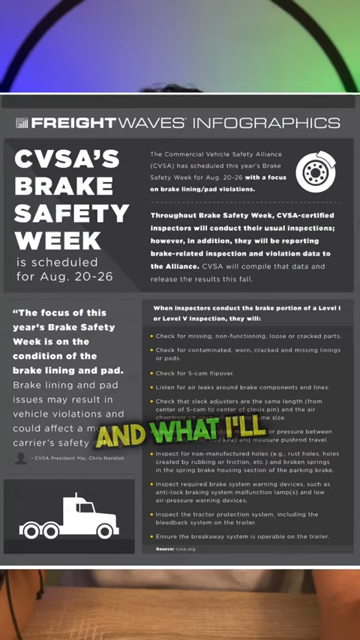 FREIGHTWAVES INFOGRAPHICS
CVSA'S
BRAKE
SAFETY
WEEK
is scheduled
for Aug. 20-26
The Commercial Vehicle Safety Alliance
(CVSA) has scheduled this year's Brake
Safety Week for Aug. 20-26 with a focus
on brake lining/pad violations.
Throughout Brake Safety Week, CVSA-certified
inspectors will conduct their usual inspections;
however, in addition, they will be reporting
brake-related inspection and violation data to
the Alliance. CVSA will compile that data and
release the results this fall.
"The focus of this
year's Brake Safety
Week is on the
condition of the
brake lining and pad.
Brake lining and pad
issues may result in
vehicle violations and
could affect a
carrier's safety
- CVSA President Maj. Chris Nordloh
When inspectors conduct the brake portion of a Level I
or Level V Inspection, they will:
Check for missing, non-functioning, loose or cracked parts.
Check for contaminated, worn, cracked and missing linings
or pads.
Check for S-cam flipover.
Listen for air leaks around brake components and lines.
Check that slack adjusters are the same length (from
center of S-cam to center of clevis pin) and the air
me size.
or pressure between
and measure pushrod travel.
AND WHAT I'LL
Inspect for non-manufactured holes (e.g., rust holes, holes
created by rubbing or friction, etc.) and broken springs
in the spring brake housing section of the parking brake.
Inspect required brake system warning devices, such as
anti-lock braking system malfunction lamp(s) and low
air-pressure warning devices.
Inspect the tractor protection system, including the
bleedback system on the trailer.
Ensure the breakaway system is operable on the trailer.
Source: cvsa.org